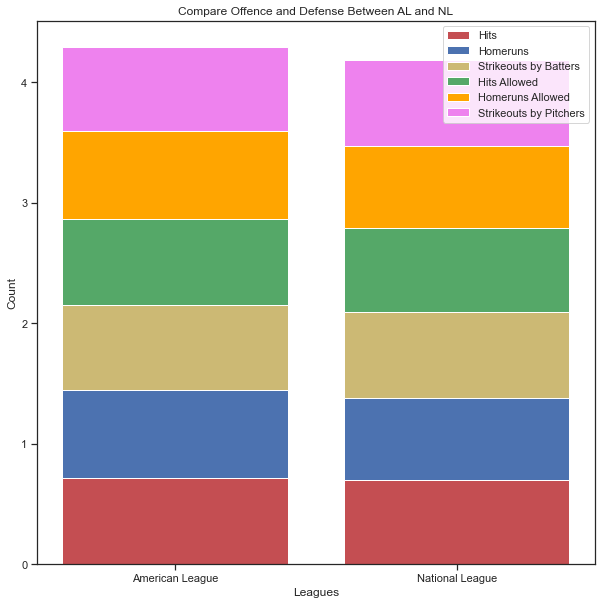 Compare Offence and Defense Between AL and NL
Hits
Homeruns
Strikeouts by Batters
Hits Allowed
Homeruns Allowed
Strikeouts by Pitchers
4
3
2
1
0
Count
American League
National League
Leagues